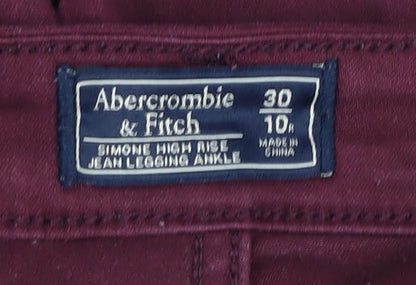 Abercrombie
& Fitch
SIMONE HIGH RISE
JEAN LEGGING ANKLE
30
10R
MADE IN
CHINA